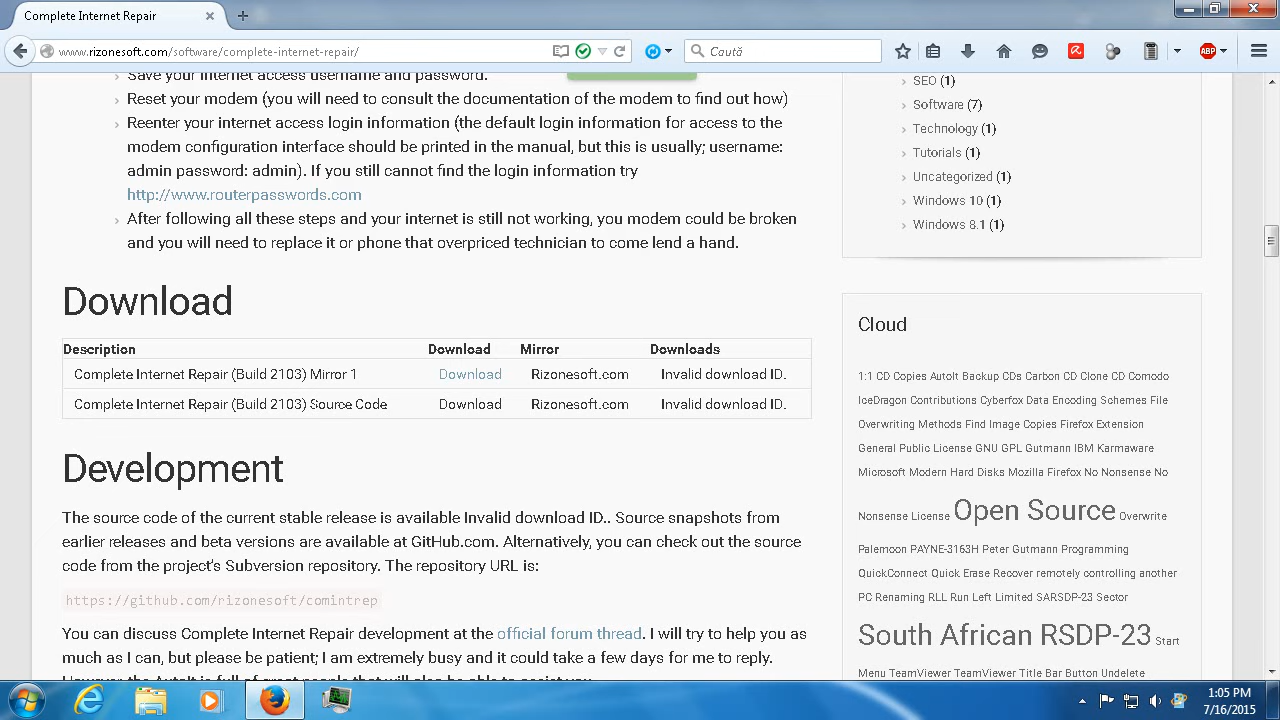 Complete Internet Repair
www.rizonesoft.com/software/complete-internet-repair/
Caută
ABP
Save your internet access username and password.
Reset your modem (you will need to consult the documentation of the modem to find out how)
Reenter your internet access login information (the default login information for access to the
modem configuration interface should be printed in the manual, but this is usually; username:
admin password: admin). If you still cannot find the login information try
http://www.routerpasswords.com
After following all these steps and your internet is still not working, you modem could be broken
and you will need to replace it or phone that overpriced technician to come lend a hand.
Download
Description Download Mirror Downloads
Complete Internet Repair (Build 2103) Mirror 1 Download Rizonesoft.com Invalid download ID.
Complete Internet Repair (Build 2103) Source Code Download Rizonesoft.com Invalid download ID.
Development
The source code of the current stable release is available Invalid download ID.. Source snapshots from
earlier releases and beta versions are available at GitHub.com. Alternatively, you can check out the source
code from the project's Subversion repository. The repository URL is:
https://github.com/rizonesoft/comintrep
You can discuss Complete Internet Repair development at the official forum thread. I will try to help you as
much as I can, but please be patient; I am extremely busy and it could take a few days for me to reply.
However the AutoIt is full of great people that will also be able to assist you.
SEO (1)
Software (7)
Technology (1)
Tutorials (1)
Uncategorized (1)
Windows 10 (1)
Windows 8.1 (1)
Cloud
1:1 CD Copies AutoIt Backup CDs Carbon CD Clone CD Comodo
IceDragon Contributions Cyberfox Data Encoding Schemes File
Overwriting Methods Find Image Copies Firefox Extension
General Public License GNU GPL Gutmann IBM Karmaware
Microsoft Modern Hard Disks Mozilla Firefox No Nonsense No
Nonsense License Open Source Overwrite
Palemoon PAYNE-3163H Peter Gutmann Programming
QuickConnect Quick Erase Recover remotely controlling another
PC Renaming RLL Run Left Limited SARSDP-23 Sector
South African RSDP-23 Start
Menu TeamViewer TeamViewer Title Bar Button Undelete
1:05 PM
7/16/2015